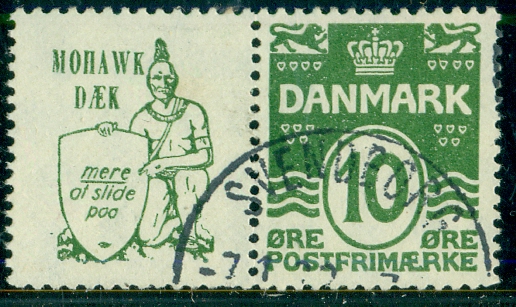 MOHAWK
DÆK
mere
at slide
paa
DANMARK
10
ØRE ØRE
POSTFRIMÆRKE